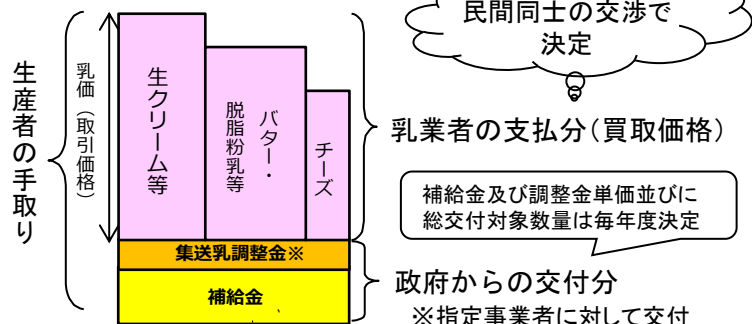 民間同士の交渉で
決定
生産者の手取り
乳価（取引価格）
生クリーム等
バター・
脱脂粉乳等
チーズ
乳業者の支払分（買取価格）
補給金及び調整金単価並びに
総交付対象数量は毎年度決定
集送乳調整金※
補給金
政府からの交付分
※指定事業者に対して交付